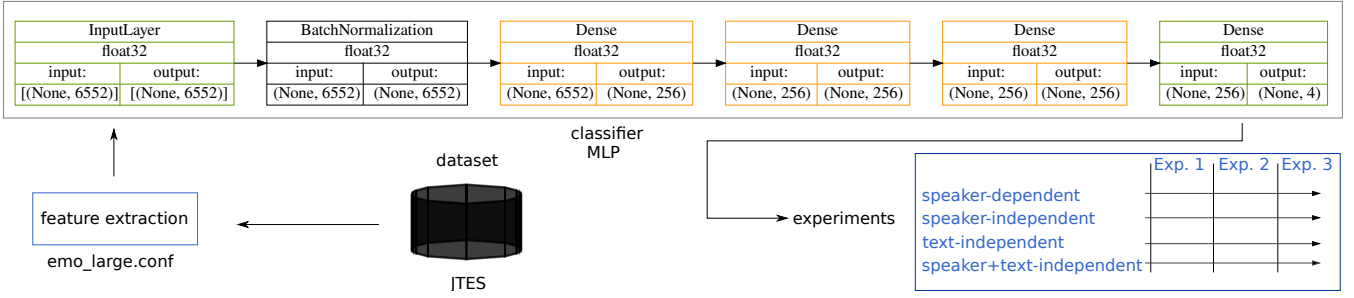 InputLayer
float32
input: output:
[(None, 6552)] [(None, 6552)]
BatchNormalization
float32
input: output:
(None, 6552) (None, 6552)
Dense
float32
input: output:
(None, 6552) (None, 256)
Dense
float32
input: output:
(None, 256) (None, 256)
Dense
float32
input: output:
(None, 256) (None, 256)
Dense
float32
input: output:
(None, 256) (None, 4)
classifier
MLP
dataset
JTES
feature extraction
emo_large.conf
experiments
Exp. 1 Exp. 2 Exp. 3
speaker-dependent
speaker-independent
text-independent
speaker+text-independent